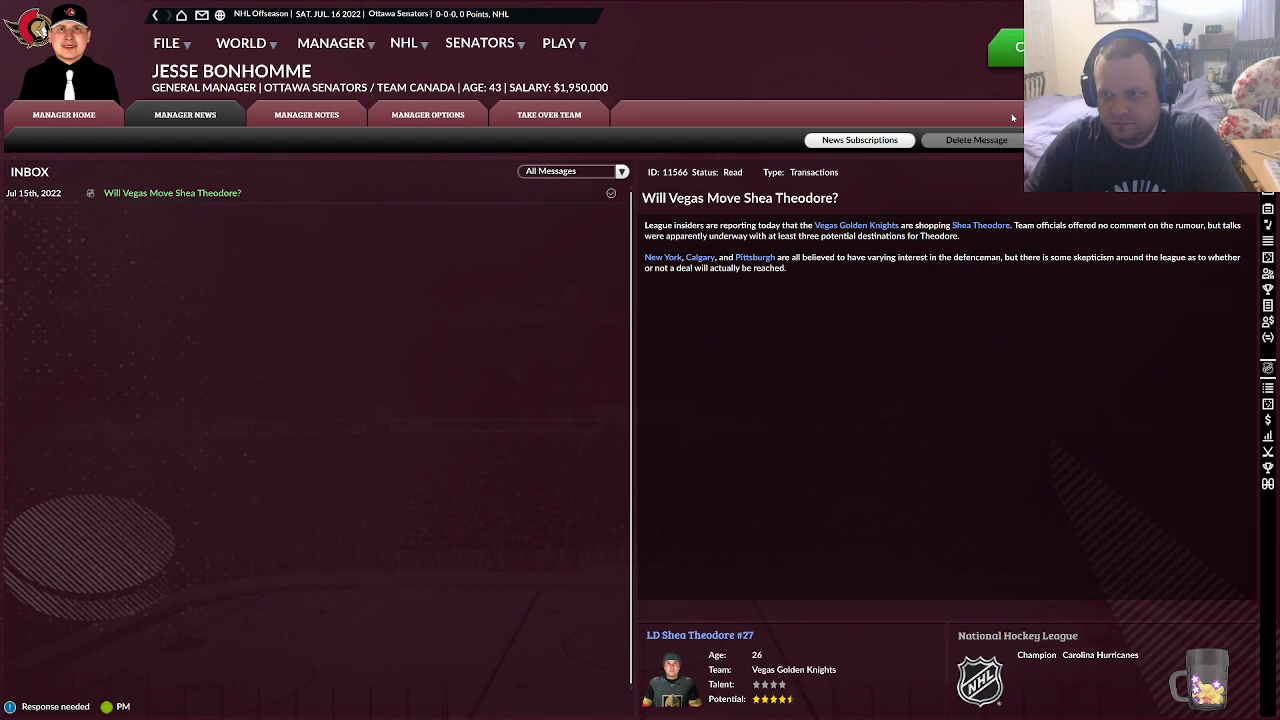 NHL Offseason | SAT. JUL. 16 2022 | Ottawa Senators | 0-0-0, 0 Points, NHL
FILE WORLD MANAGER NHL SENATORS PLAY
JESSE BONHOMME
GENERAL MANAGER | OTTAWA SENATORS / TEAM CANADA | AGE: 43 | SALARY: $1,950,000
MANAGER HOME MANAGER NEWS MANAGER NOTES MANAGER OPTIONS TAKE OVER TEAM
News Subscriptions Delete Message
INBOX All Messages
Jul 15th, 2022 Will Vegas Move Shea Theodore?
ID: 11566 Status: Read Type: Transactions
Will Vegas Move Shea Theodore?
League insiders are reporting today that the Vegas Golden Knights are shopping Shea Theodore. Team officials offered no comment on the rumour, but talks
were apparently underway with at least three potential destinations for Theodore.
New York, Calgary, and Pittsburgh are all believed to have varying interest in the defenceman, but there is some skepticism around the league as to whether
or not a deal will actually be reached.
LD Shea Theodore #27
Age: 26
Team: Vegas Golden Knights
Talent:
Potential:
National Hockey League
Champion Carolina Hurricanes
NHL
Response needed PM